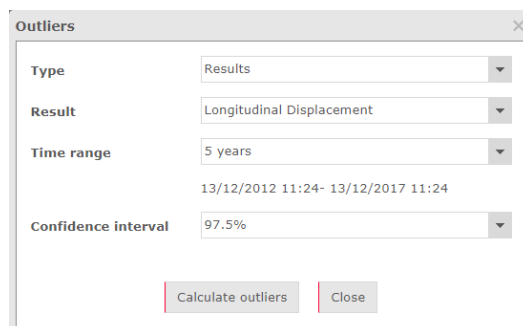 Outliers
Type Results
Result Longitudinal Displacement
Time range 5 years
13/12/2012 11:24- 13/12/2017 11:24
Confidence interval 97.5%
Calculate outliers Close